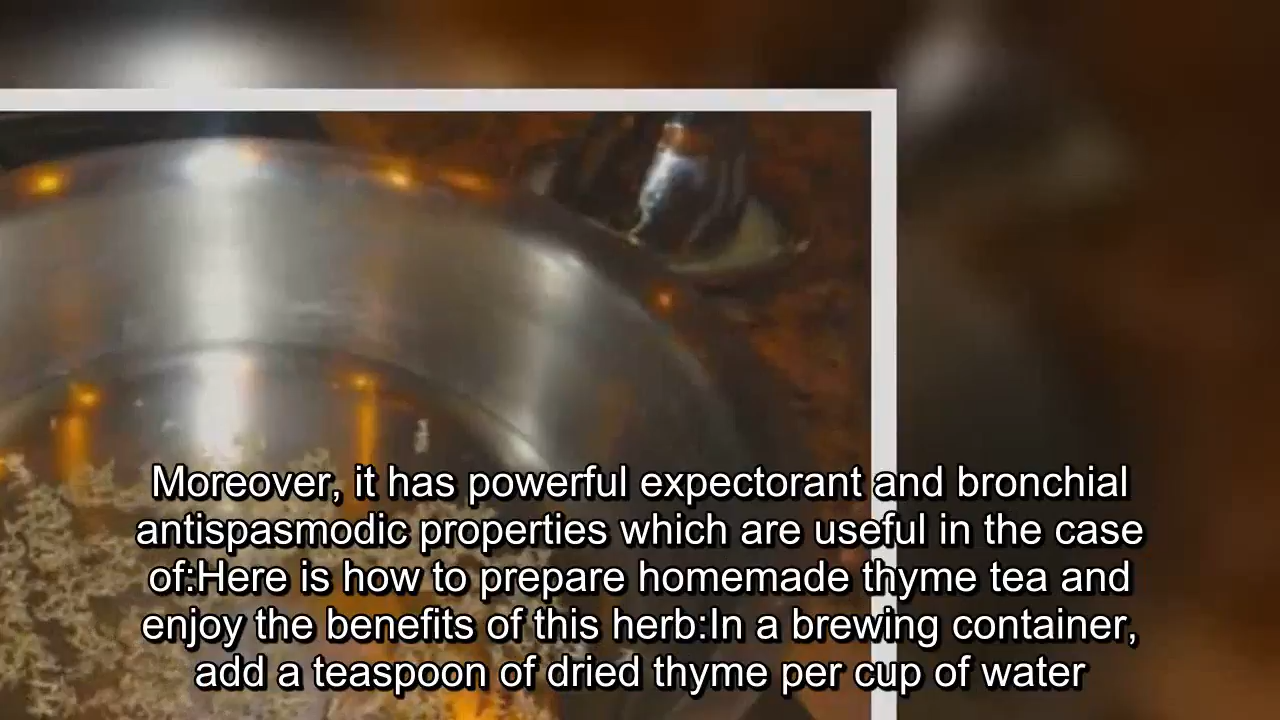 Moreover, it has powerful expectorant and bronchial
antispasmodic properties which are useful in the case
of:Here is how to prepare homemade thyme tea and
enjoy the benefits of this herb:In a brewing container,
add a teaspoon of dried thyme per cup of water